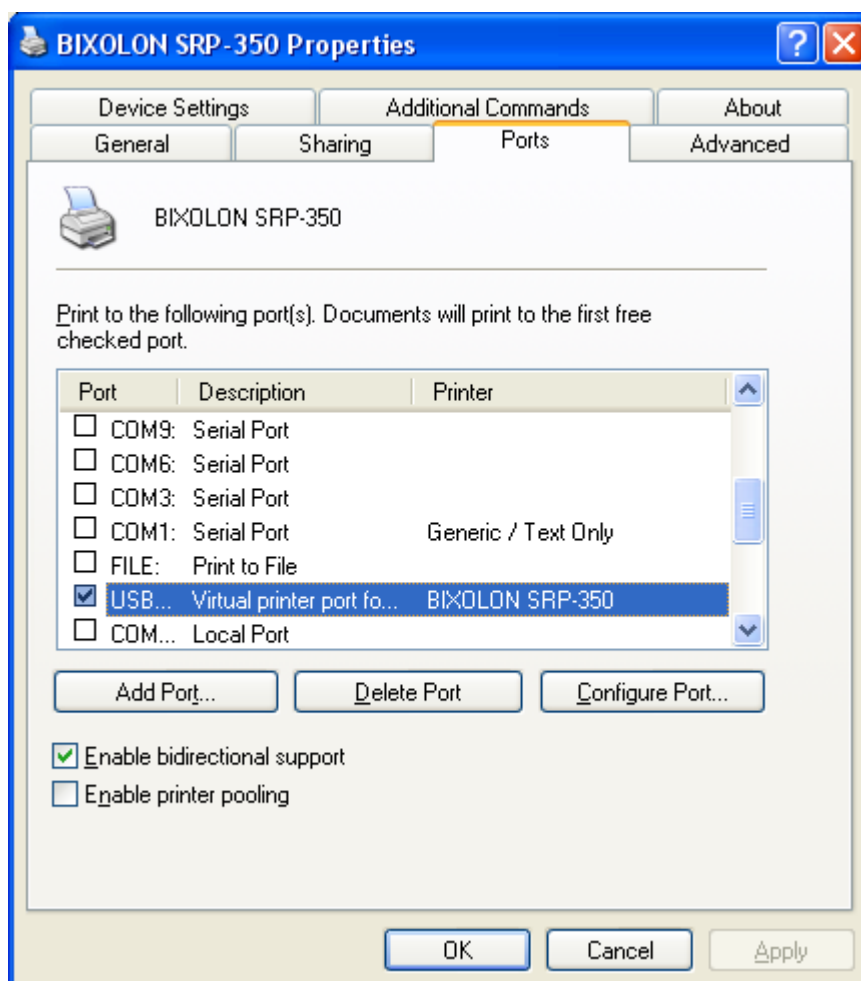 BIXOLON SRP-350 Properties
Device Settings Additional Commands About
General Sharing Ports Advanced
BIXOLON SRP-350
Print to the following port(s). Documents will print to the first free
checked port.
Port Description Printer
COM9: Serial Port
COM6: Serial Port
COM3: Serial Port
COM1: Serial Port Generic / Text Only
FILE: Print to File
USB... Virtual printer port fo... BIXOLON SRP-350
COM... Local Port
Add Port... Delete Port Configure Port...
Enable bidirectional support
Enable printer pooling
OK Cancel Apply